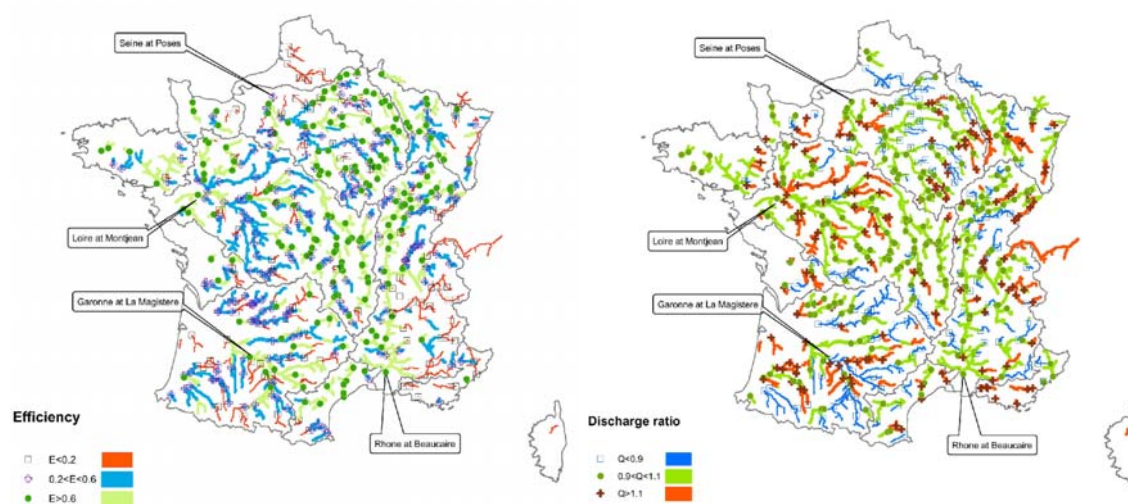 Seine at Poses
Loire at Montjean
Garonne at La Magistere
Rhone at Beaucaire
Efficiency
E<0.2
0.2<E<0.6
E>0.6
Seine at Poses
Loire at Montjean
Garonne at La Magistere
Rhone at Beaucaire
Discharge ratio
Q<0.9
0.9<Q<1.1
Q>1.1